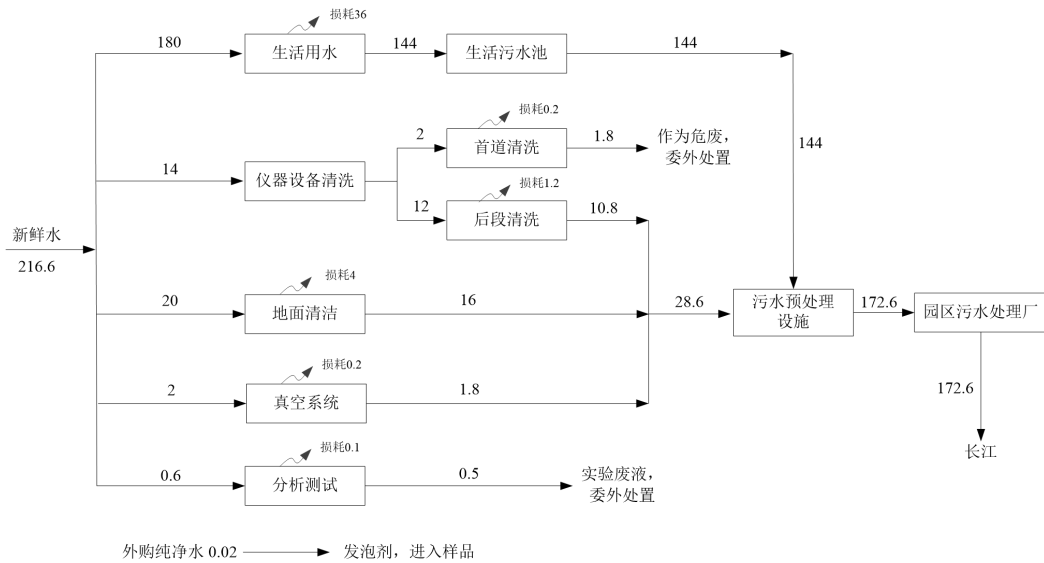 损耗36
180
生活用水
144
生活污水池
144
144
损耗0.2
2
首道清洗
1.8
作为危废，
委外处置
14
仪器设备清洗
损耗1.2
12
后段清洗
10.8
新鲜水
216.6
损耗4
20
地面清洁
16
28.6
污水预处理
设施
172.6
园区污水处理厂
172.6
长江
损耗0.2
2
真空系统
1.8
损耗0.1
0.6
分析测试
0.5
实验废液，
委外处置
外购纯净水 0.02
发泡剂，进入样品